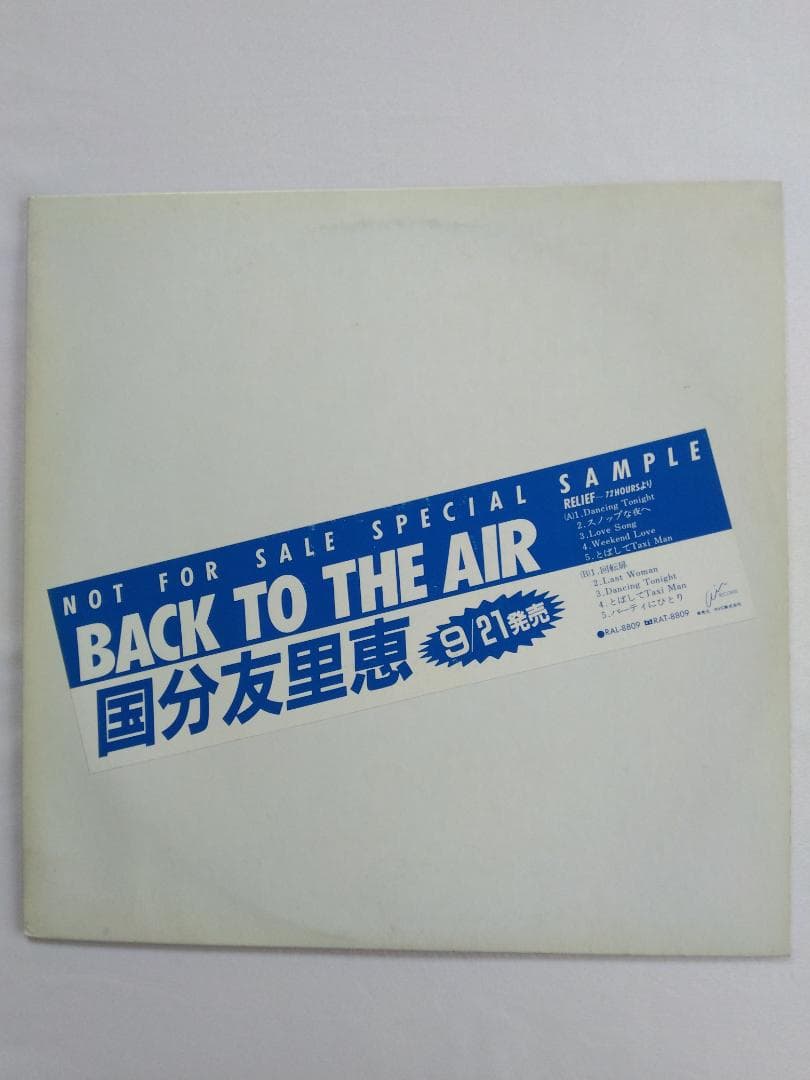 NOT FOR SALE SPECIAL SAMPLE
BACK TO THE AIR
国分友里恵
9/21発売
RELIEF— 72HOURSより
(A)1.Dancing Tonight
2.スノッブな夜へ
3.Love Song
4.Weekend Love
5.とばしてTaxi Man
(B)1.回転扉
2.Last Woman
3.Dancing Tonight
4.とばしてTaxi Man
5.パーティにひとり
Air
RECORDS
●RAL-8809 RAT-8809